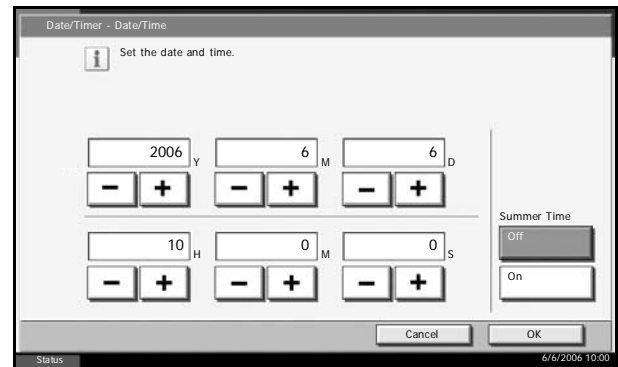 Date/Timer - Date/Time
Set the date and time.
2006 Y 6 M 6 D
− + − + − +
Summer Time
10 H 0 M 0 S
Off
− + − + − +
On
Cancel OK
Status 6/6/2006 10:00